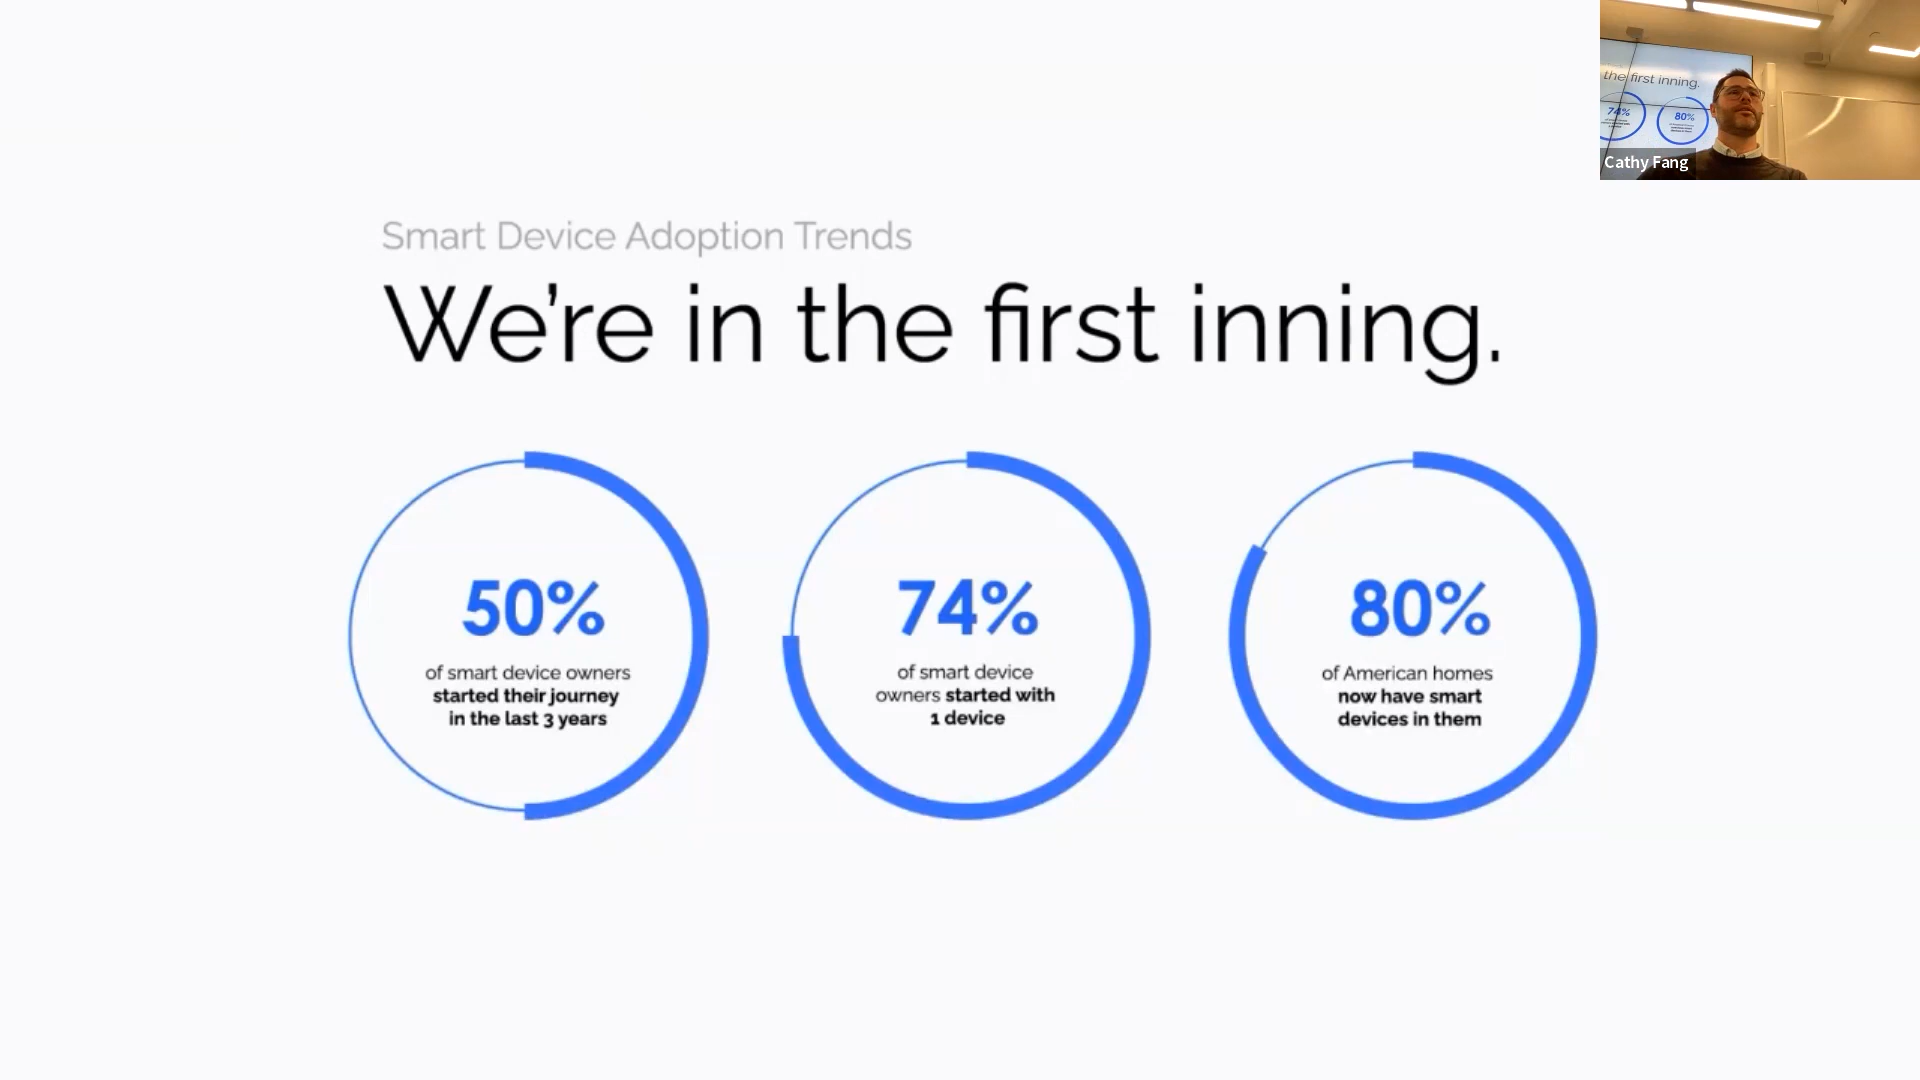 Smart Device Adoption Trends
We're in the first inning.
50%
of smart device owners
started their journey
in the last 3 years
74%
of smart device
owners started with
1 device
80%
of American homes
now have smart
devices in them
the first inning.
74%
80%
Cathy Fang